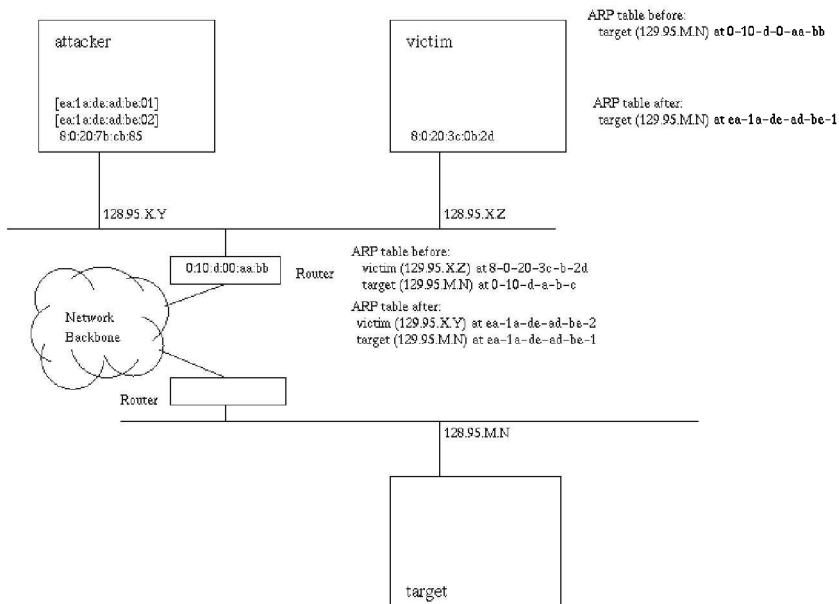 attacker
[ea:1a:de:ad:be:01]
[ea:1a:de:ad:be:02]
8:0:20:7b:cb:85
victim
8:0:20:3c:0b:2d
ARP table before:
target (129.95.M.N) at 0-10-d-0-aa-bb
ARP table after:
target (129.95.M.N) at ea-1a-de-ad-be-1
128.95.X.Y
128.95.X.Z
0:10:d:00:aa:bb
Router
ARP table before:
victim (129.95.X.Z) at 8-0-20-3c-b-2d
target (129.95.M.N) at 0-10-d-a-b-c
ARP table after:
victim (129.95.X.Y) at ea-1a-de-ad-be-2
target (129.95.M.N) at ea-1a-de-ad-be-1
Network
Backbone
Router
128.95.M.N
target